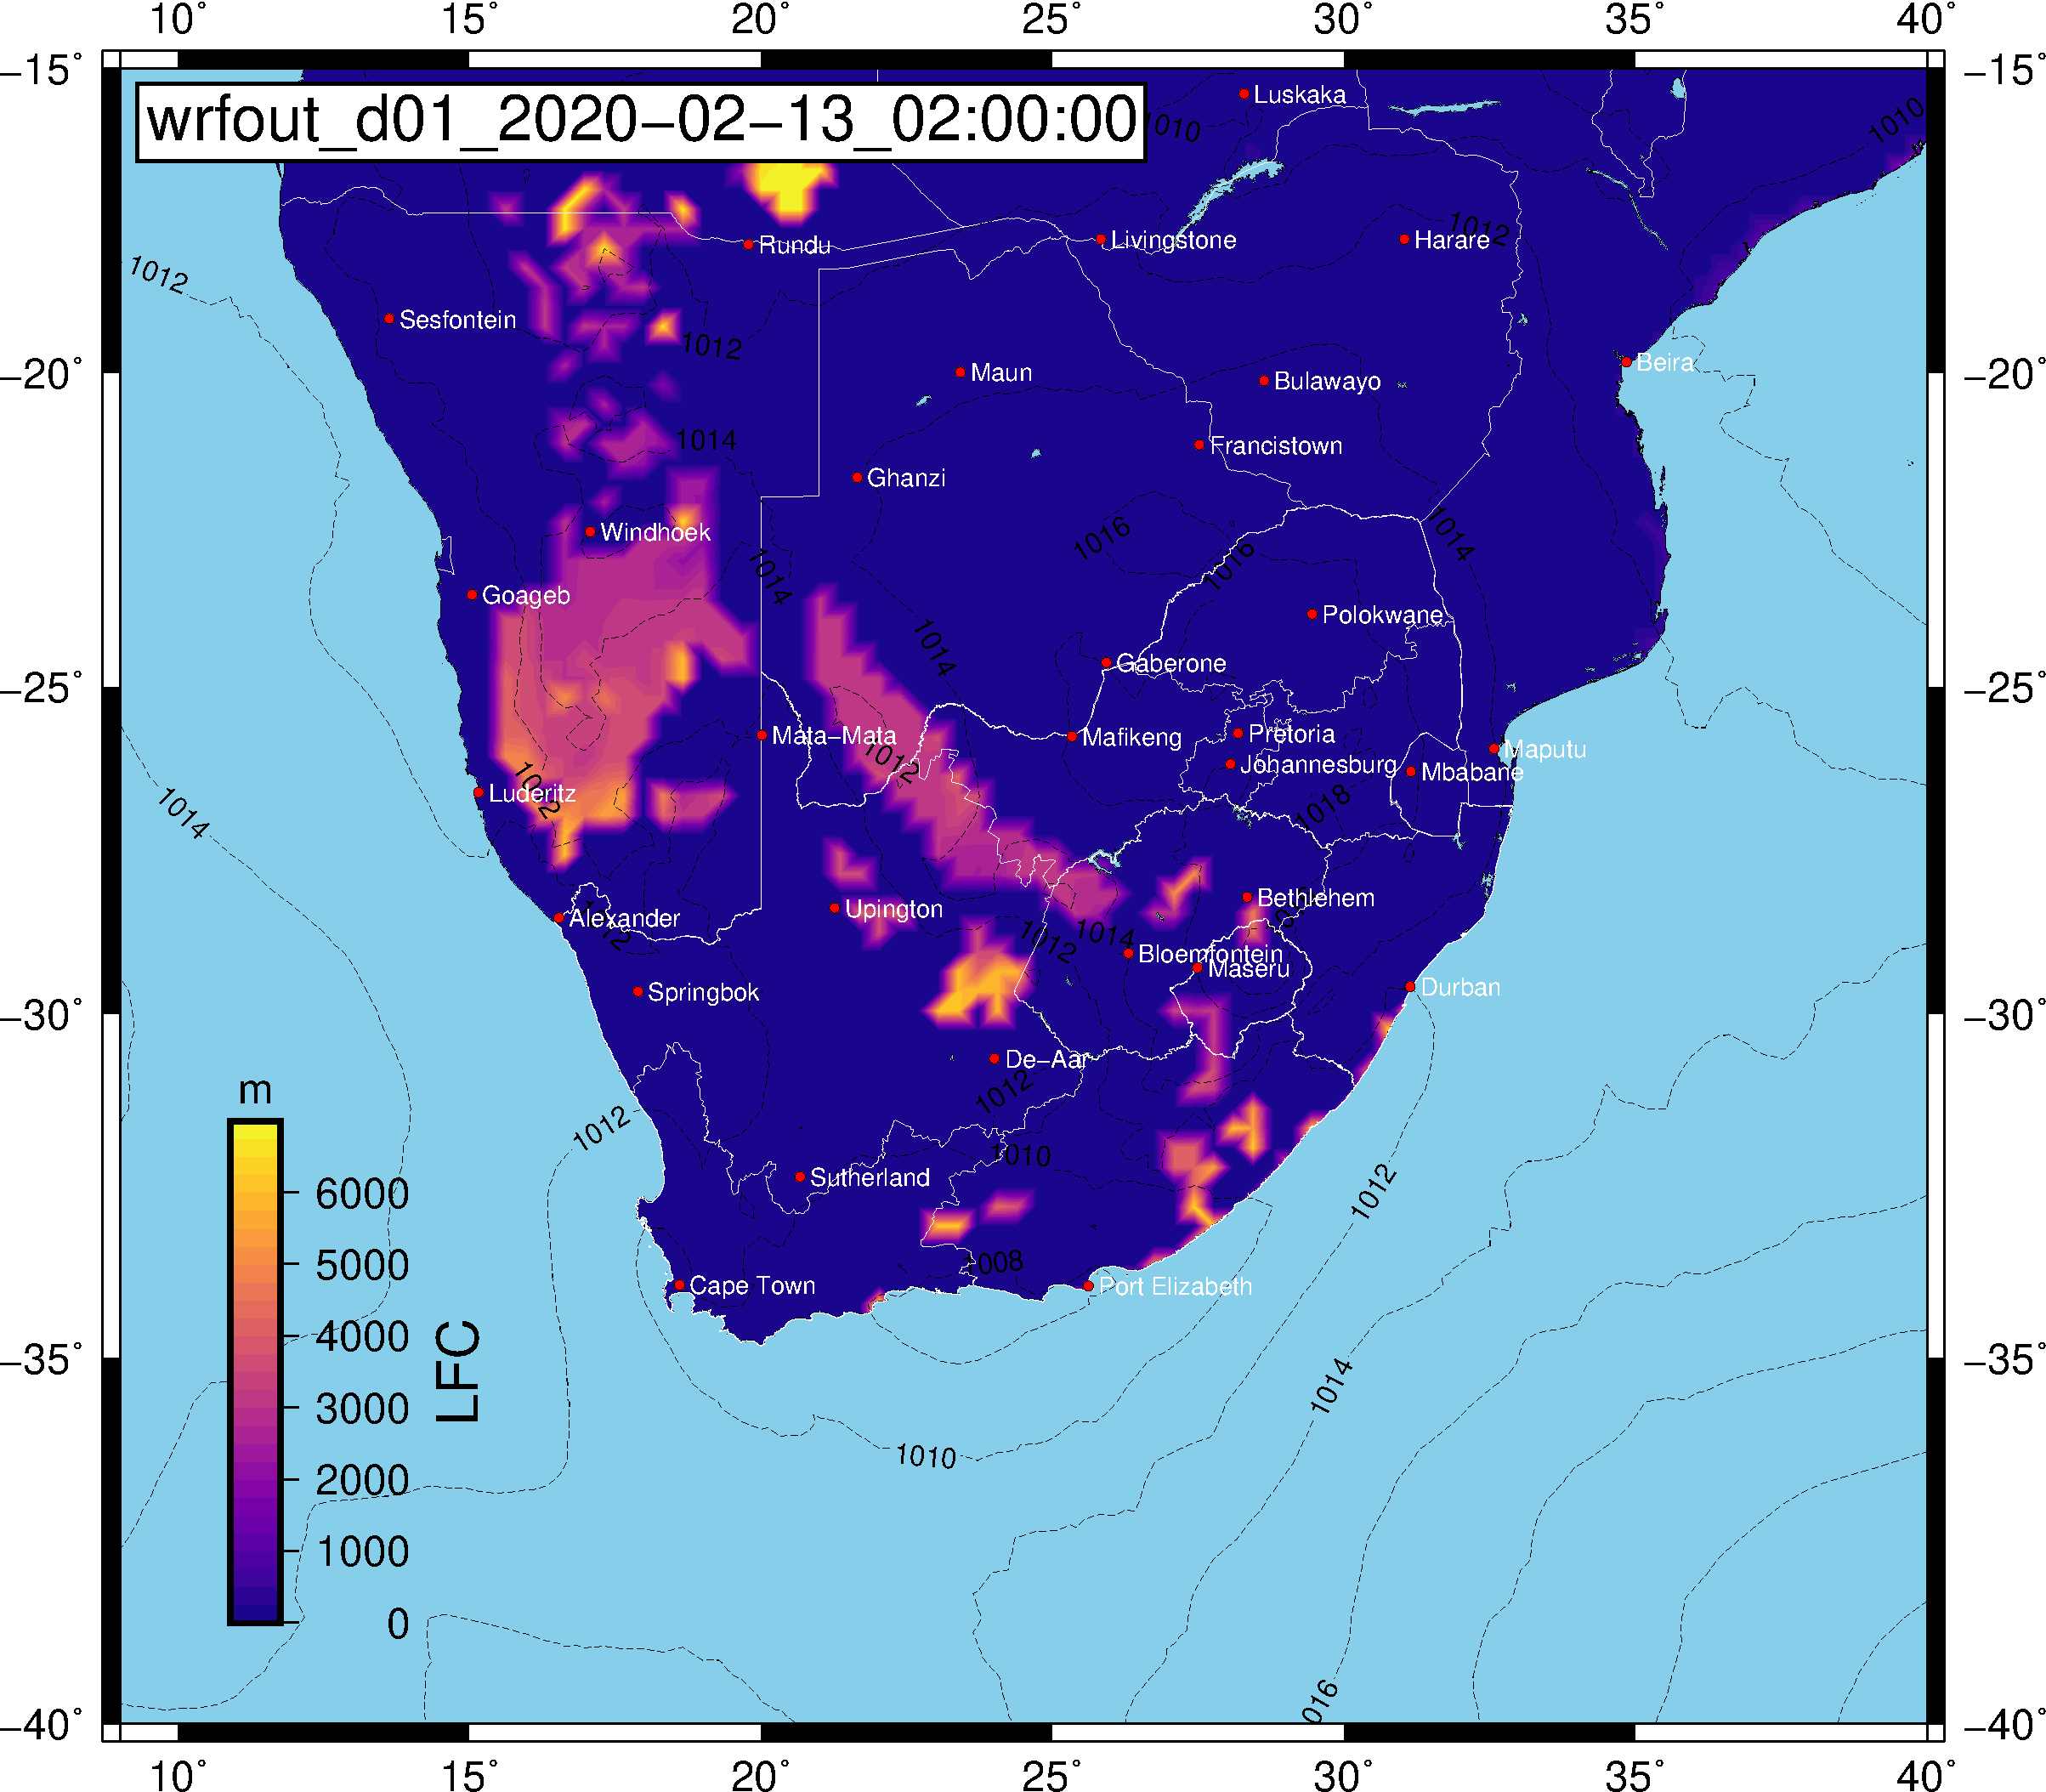 10° 15° 20° 25° 30° 35° 40°
−15° −15°
wrfout_d01_2020−02−13_02:00:00
Luskaka
1010
1010
Rundu
Livingstone
Harare
1012
1012
Sesfontein
1012
−20° −20°
Maun
Bulawayo
Beira
1014
Francistown
Ghanzi
Windhoek
1016
1016
1014
1014
Goageb
Polokwane
1014
Gaberone
−25° −25°
Mata−Mata
1012
Mafikeng
Pretoria
Johannesburg
Mbabane
Maputu
Luderitz
1012
1014
1018
Alexander
1012
Upington
Bethlehem
1012
1014
Bloemfontein
Maseru
Springbok
Durban
−30° −30°
De−Aar
1012
1012
1010
Sutherland
1012
1008
Cape Town
Port Elizabeth
m
6000
5000
4000
3000
2000
1000
0
LFC
−35° −35°
1014
1010
1016
−40° −40°
10° 15° 20° 25° 30° 35° 40°